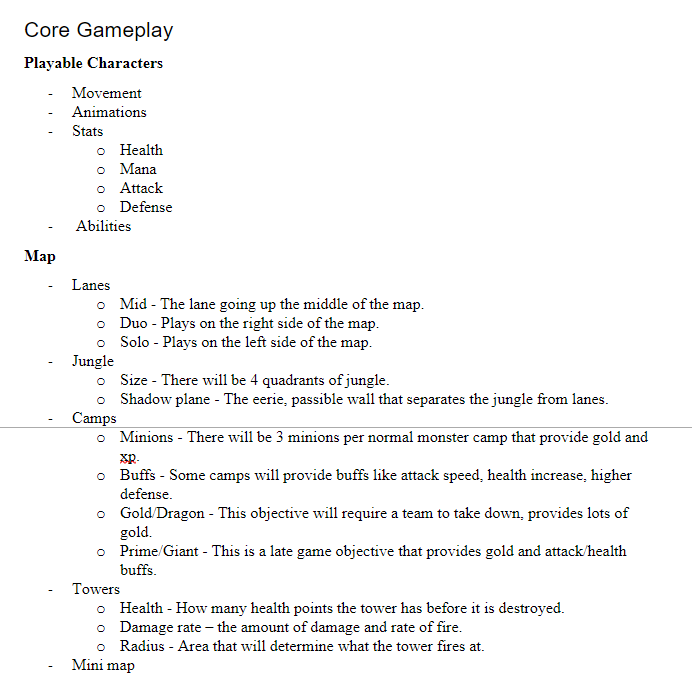 Core Gameplay
Playable Characters
- Movement
- Animations
- Stats
o Health
o Mana
o Attack
o Defense
- Abilities
Map
- Lanes
o Mid - The lane going up the middle of the map.
o Duo - Plays on the right side of the map.
o Solo - Plays on the left side of the map.
- Jungle
o Size - There will be 4 quadrants of jungle.
o Shadow plane - The eerie, passible wall that separates the jungle from lanes.
- Camps
o Minions - There will be 3 minions per normal monster camp that provide gold and
xp.
o Buffs - Some camps will provide buffs like attack speed, health increase, higher
defense.
o Gold/Dragon - This objective will require a team to take down, provides lots of
gold.
o Prime/Giant - This is a late game objective that provides gold and attack/health
buffs.
- Towers
o Health - How many health points the tower has before it is destroyed.
o Damage rate – the amount of damage and rate of fire.
o Radius - Area that will determine what the tower fires at.
- Mini map